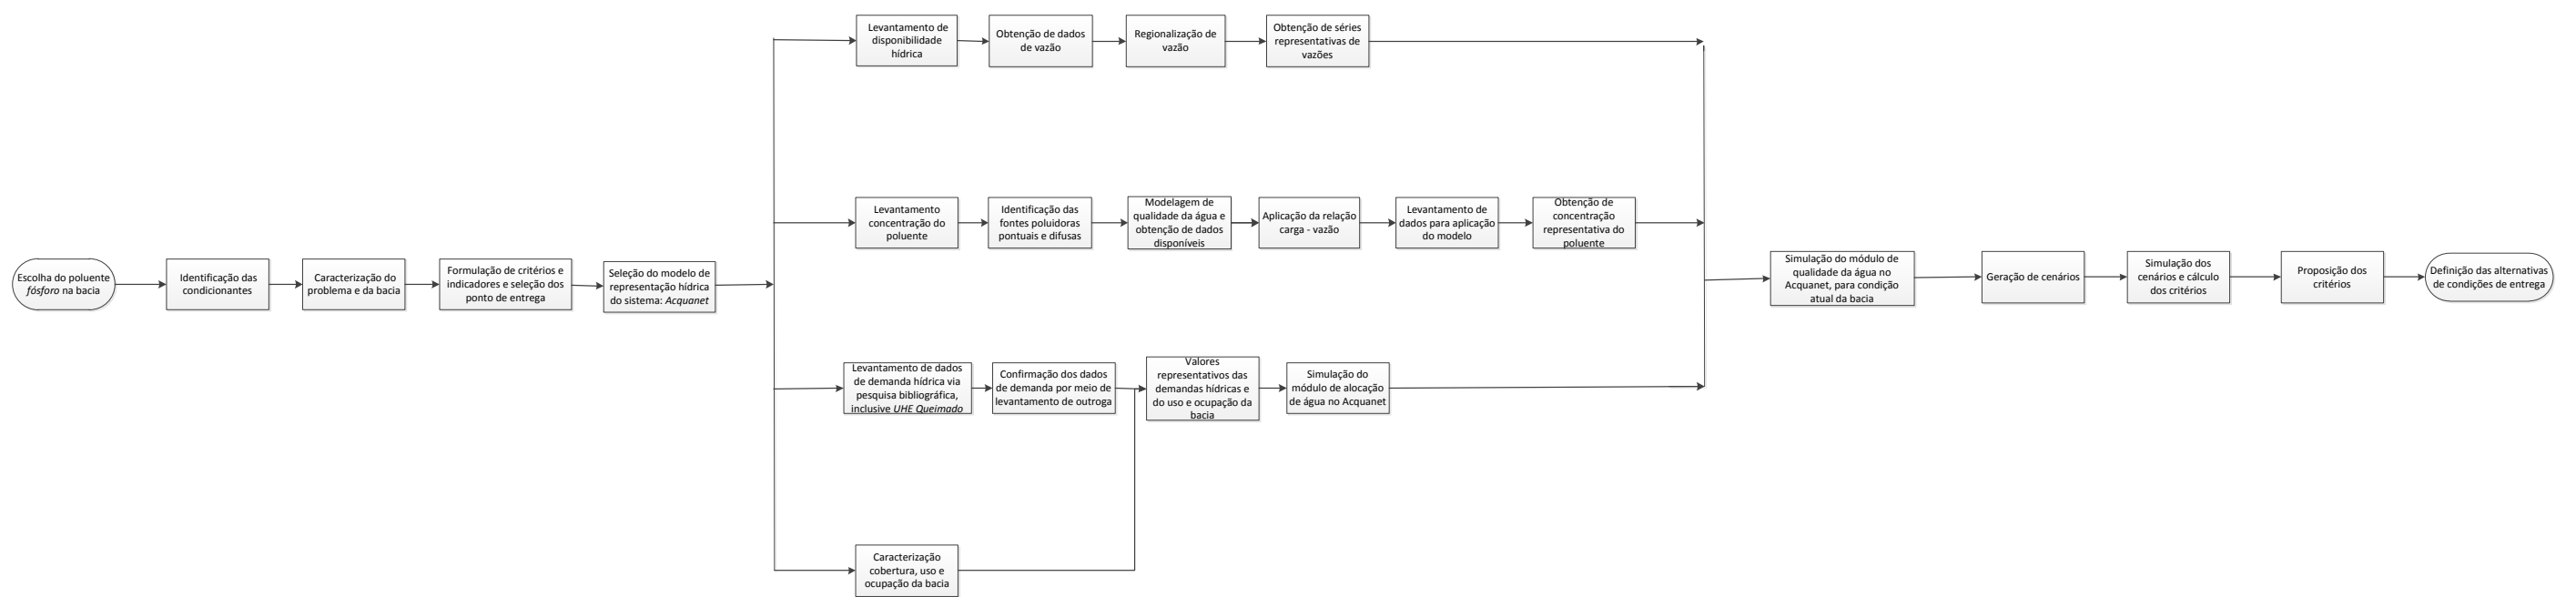 Levantamento de
disponibilidade
hídrica
Obtenção de dados
de vazão
Regionalização de
vazão
Obtenção de séries
representativas de
vazões
Levantamento
concentração do
poluente
Identificação das
fontes poluidoras
pontuais e difusas
Modelagem de
qualidade da água e
obtenção de dados
disponíveis
Aplicação da relação
carga - vazão
Levantamento de
dados para aplicação
do modelo
Obtenção de
concentração
representativa do
poluente
Escolha do poluente
fósforo na bacia
Identificação das
condicionantes
Caracterização do
problema e da bacia
Formulação de critérios e
indicadores e seleção dos
ponto de entrega
Seleção do modelo de
representação hídrica
do sistema: Acquanet
Simulação do módulo de
qualidade da água no
Acquanet, para condição
atual da bacia
Geração de cenários
Simulação dos
cenários e cálculo
dos critérios
Proposição dos
critérios
Definição das alternativas
de condições de entrega
Levantamento de dados
de demanda hídrica via
pesquisa bibliográfica,
inclusive UHE Queimado
Confirmação dos dados
de demanda por meio de
levantamento de outroga
Valores
representativos das
demandas hídricas e
do uso e ocupação da
bacia
Simulação do
módulo de alocação
de água no Acquanet
Caracterização
cobertura, uso e
ocupação da bacia